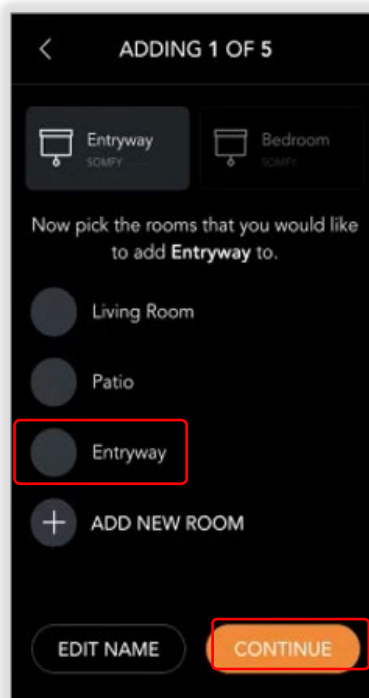 ADDING 1 OF 5
Entryway
SOMFY
Bedroom
SOMFY
Now pick the rooms that you would like
to add Entryway to.
Living Room
Patio
Entryway
ADD NEW ROOM
EDIT NAME
CONTINUE